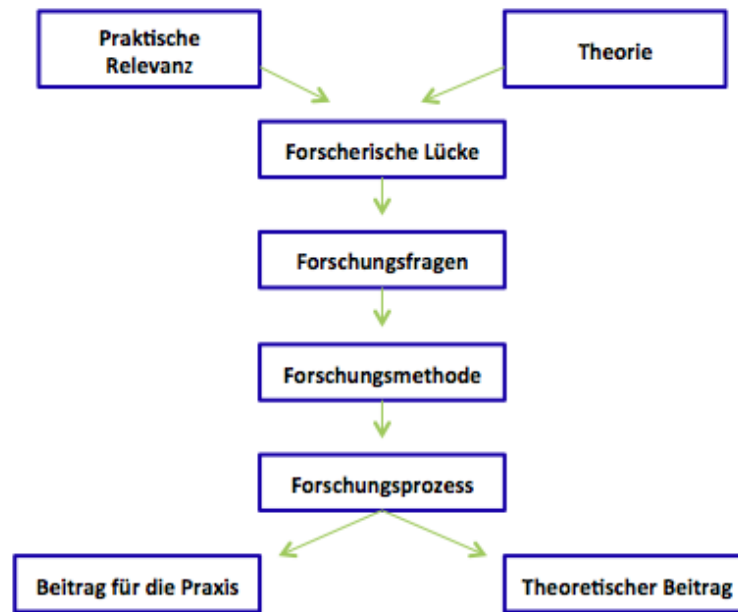 Praktische
Relevanz
Theorie
Forscherische Lücke
Forschungsfragen
Forschungsmethode
Forschungsprozess
Beitrag für die Praxis
Theoretischer Beitrag